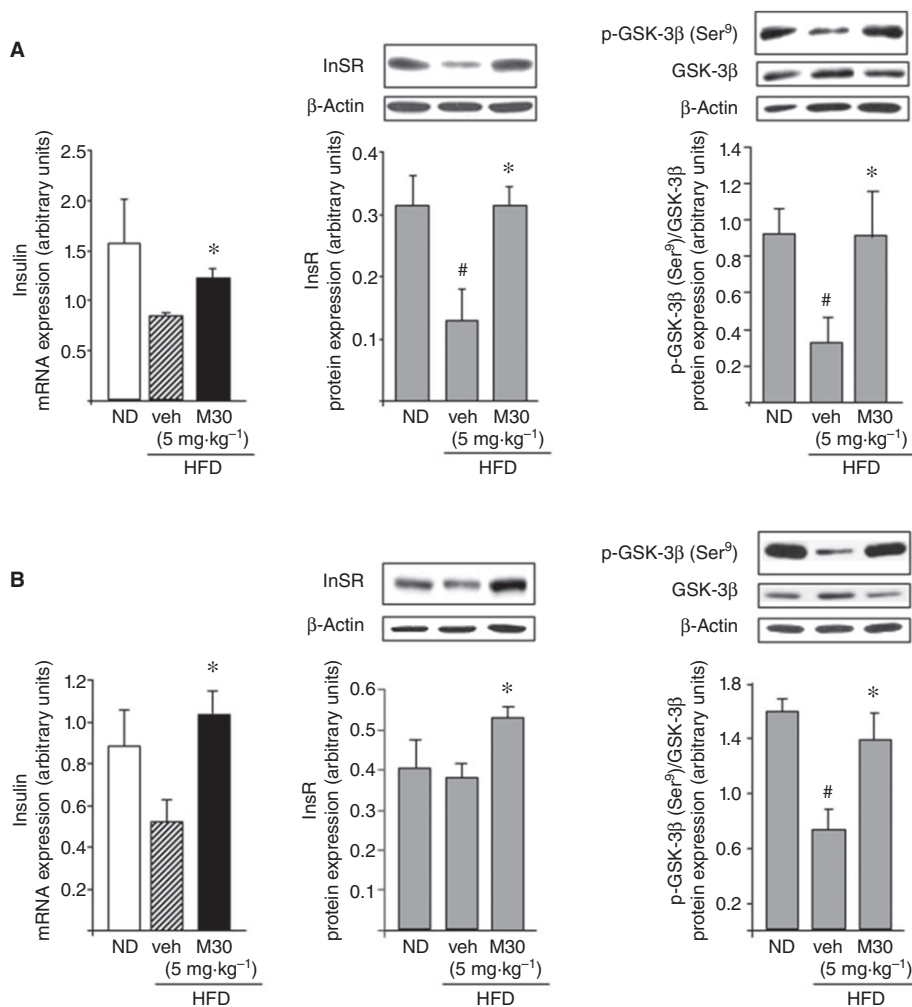 A
InSR
β-Actin
p-GSK-3β (Ser⁹)
GSK-3β
β-Actin
Insulin
mRNA expression (arbitrary units)
2.5
2.0
1.5
1.0
0.5
*
ND veh M30
(5 mg·kg⁻¹)
HFD
InsR
protein expression (arbitrary units)
0.4
0.3
0.2
0.1
#
*
ND veh M30
(5 mg·kg⁻¹)
HFD
p-GSK-3β (Ser⁹)/GSK-3β
protein expression (arbitrary units)
1.4
1.2
1.0
0.8
0.6
0.4
0.2
#
*
ND veh M30
(5 mg·kg⁻¹)
HFD
B
InSR
β-Actin
p-GSK-3β (Ser⁹)
GSK-3β
β-Actin
Insulin
mRNA expression (arbitrary units)
1.2
1.0
0.8
0.6
0.4
0.2
*
ND veh M30
(5 mg·kg⁻¹)
HFD
InsR
protein expression (arbitrary units)
0.6
0.5
0.4
0.3
0.2
0.1
*
ND veh M30
(5 mg·kg⁻¹)
HFD
p-GSK-3β (Ser⁹)/GSK-3β
protein expression (arbitrary units)
1.8
1.4
1.0
0.6
0.2
#
*
ND veh M30
(5 mg·kg⁻¹)
HFD